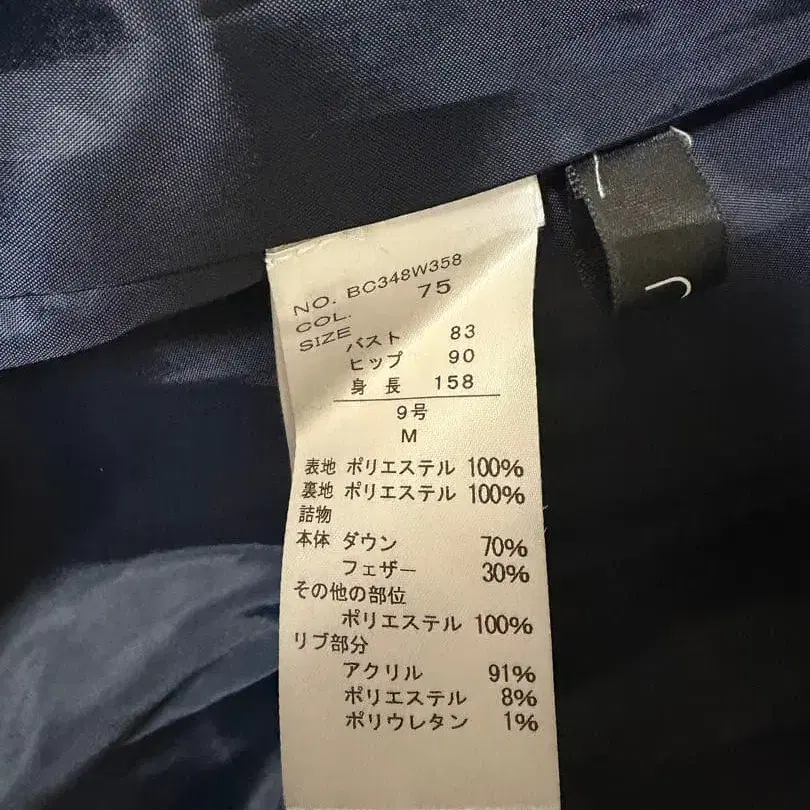 NO. BC348W358
COL. 75
SIZE
バスト 83
ヒップ 90
身長 158
9号
M
表地 ポリエステル 100%
裏地 ポリエステル 100%
詰物
本体 ダウン 70%
フェザー 30%
その他の部位
ポリエステル 100%
リブ部分
アクリル 91%
ポリエステル 8%
ポリウレタン 1%